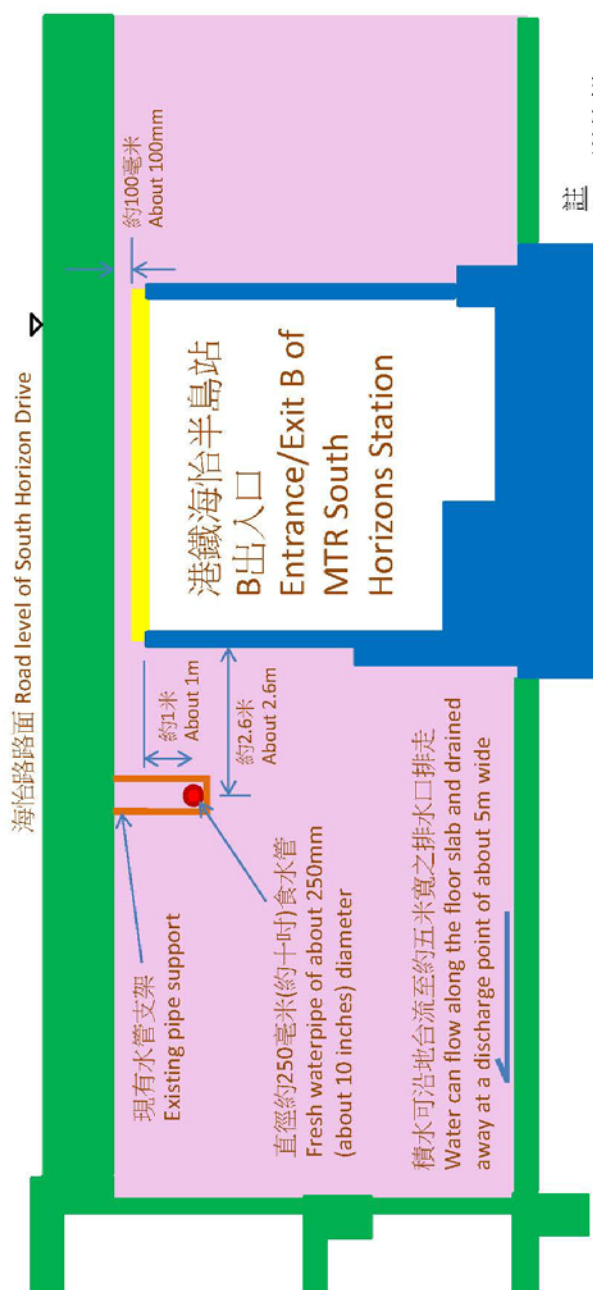 海怡路路面 Road level of South Horizon Drive
約100毫米
About 100mm
現有水管支架
Existing pipe support
約1米
About 1m
約2.6米
About 2.6m
直徑約250毫米(約十吋)食水管
Fresh waterpipe of about 250mm
(about 10 inches) diameter
港鐵海怡半島站
B出入口
Entrance/Exit B of
MTR South
Horizons Station
積水可沿地台流至約五米寬之排水口排走
Water can flow along the floor slab and drained
away at a discharge point of about 5m wide
註